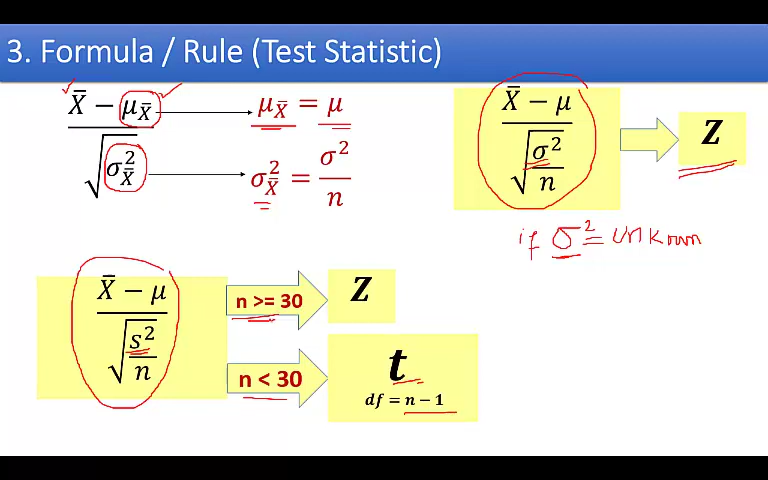 3. Formula / Rule (Test Statistic)
X̄ − μ_X̄ / √σ²_X̄
μ_X̄ = μ
σ²_X̄ = σ² / n
X̄ − μ / √(σ² / n)
Z
if σ² = unknown
X̄ − μ / √(s² / n)
n >= 30
Z
n < 30
t
df = n − 1